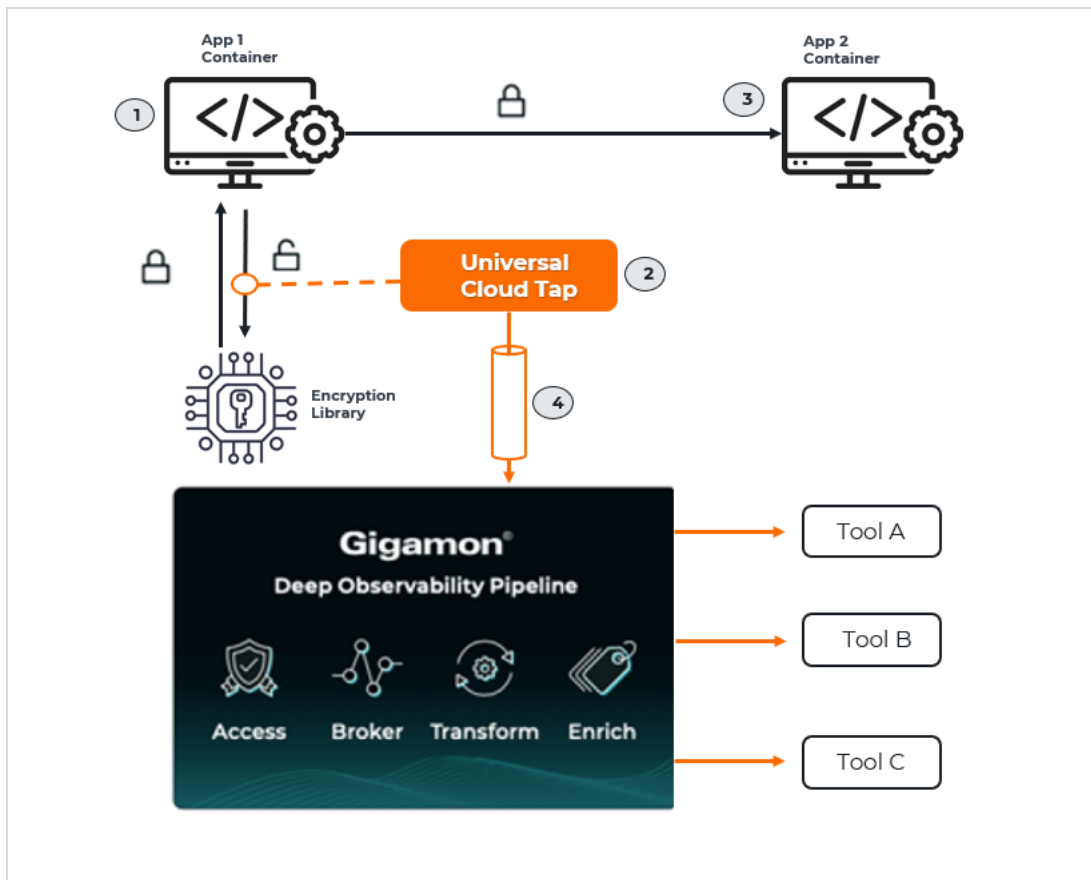 App 1
Container
App 2
Container
1
</>
3
</>
Universal
Cloud Tap
2
Encryption
Library
4
Gigamon®
Deep Observability Pipeline
Access
Broker
Transform
Enrich
Tool A
Tool B
Tool C